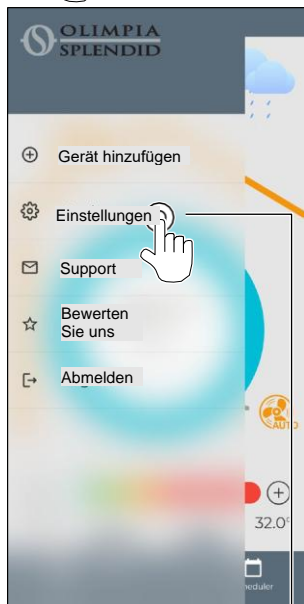 OLIMPIA
SPLENDID
Gerät hinzufügen
Einstellungen
Support
Bewerten
Sie uns
Abmelden
AUTO
32.0°